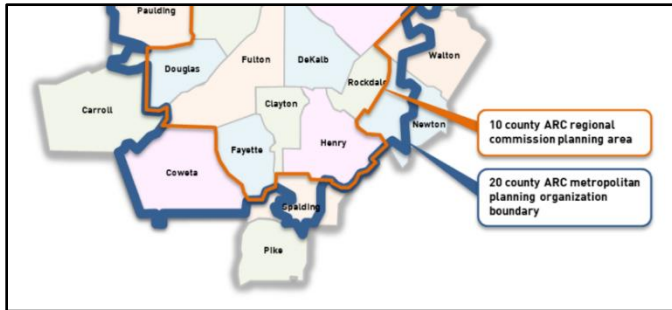 Paulding
Walton
Fulton
DeKalb
Douglas
Rockdale
Carroll
Clayton
Newton
10 county ARC regional
commission planning area
Henry
Fayette
Coweta
20 county ARC metropolitan
planning organization
boundary
Spalding
Pike